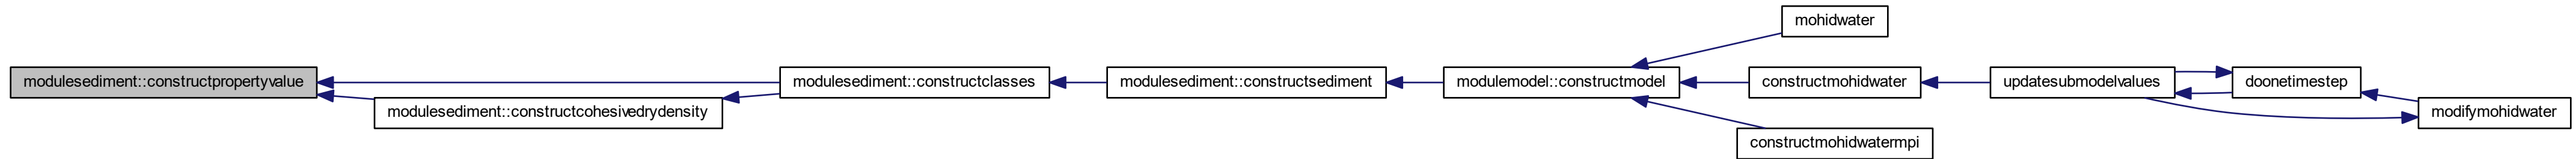 mohidwater
modulesediment::constructpropertyvalue
modulesediment::constructclasses
modulesediment::constructsediment
modulemodel::constructmodel
constructmohidwater
updatesubmodelvalues
doonetimestep
modulesediment::constructcohesivedrydensity
modifymohidwater
constructmohidwatermpi